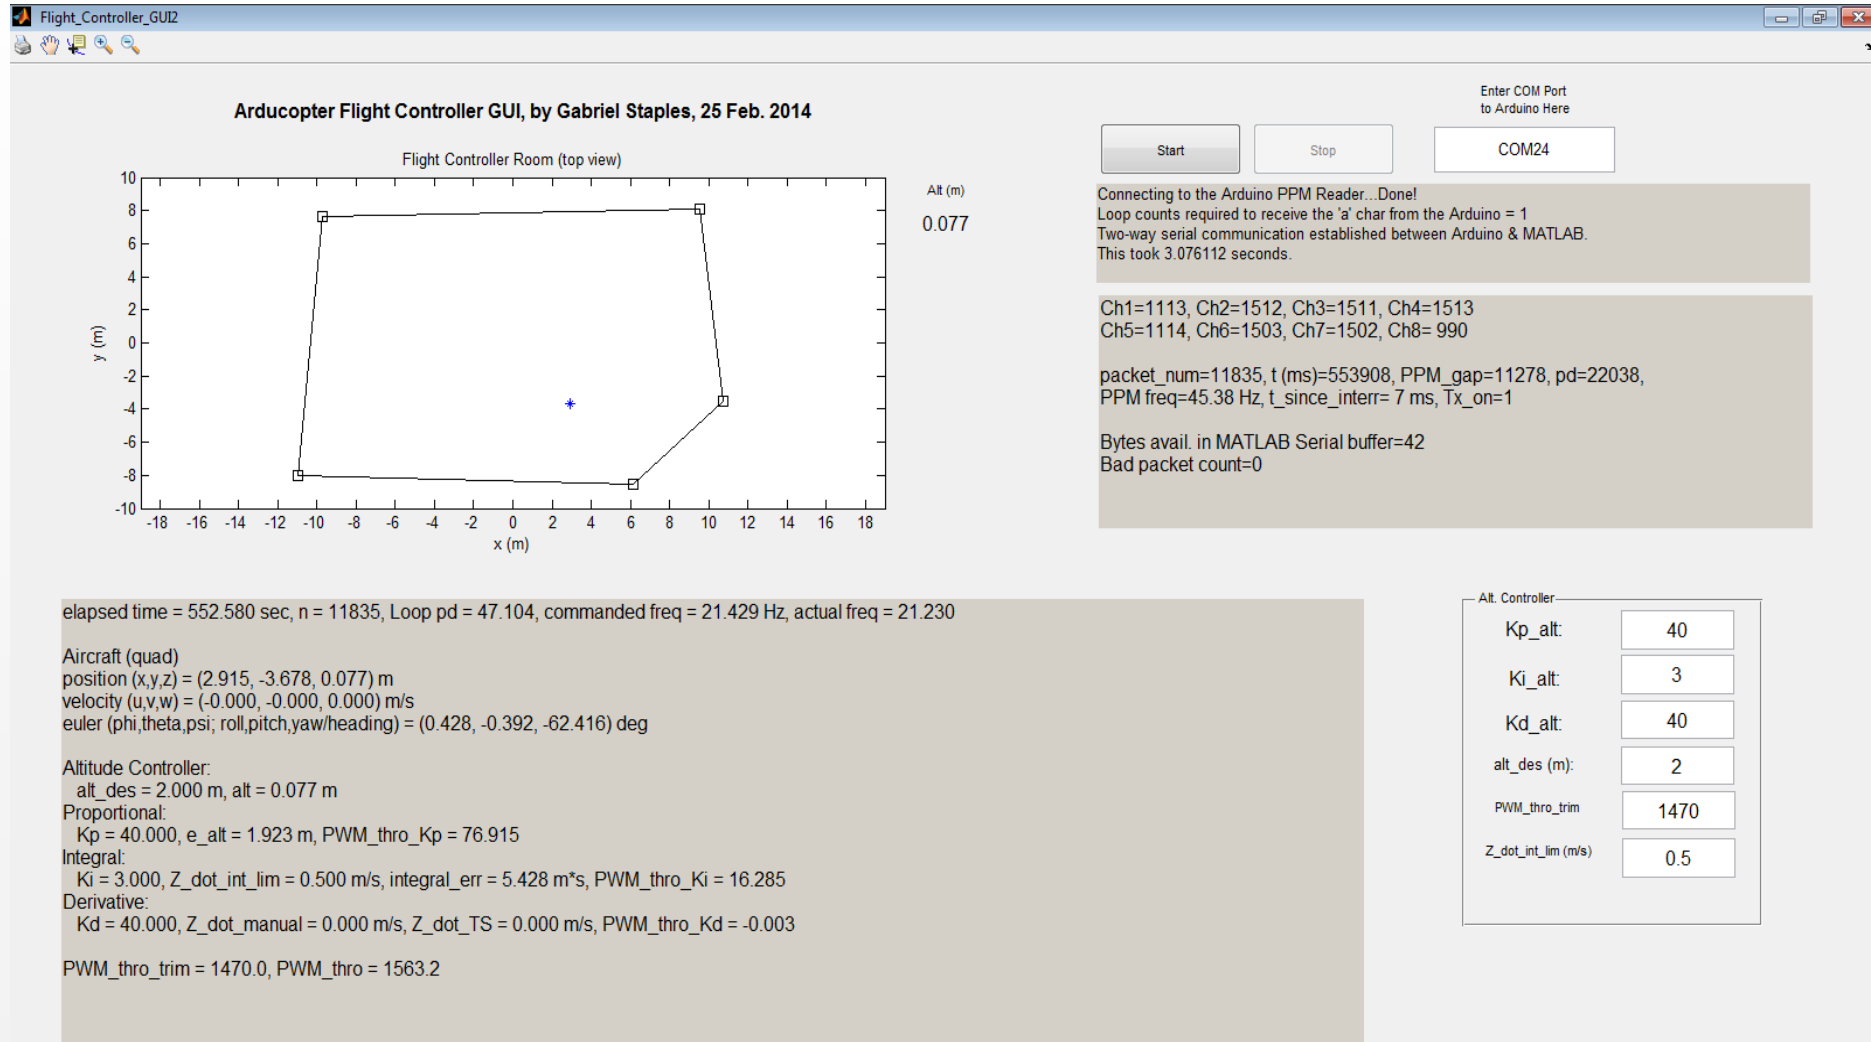 Flight_Controller_GUI2
Arducopter Flight Controller GUI, by Gabriel Staples, 25 Feb. 2014
Flight Controller Room (top view)
10
8
6
4
2
0
-2
-4
-6
-8
-10
y (m)
-18 -16 -14 -12 -10 -8 -6 -4 -2 0 2 4 6 8 10 12 14 16 18
x (m)
Alt (m)
0.077
Start
Stop
Enter COM Port
to Arduino Here
COM24
Connecting to the Arduino PPM Reader...Done!
Loop counts required to receive the 'a' char from the Arduino = 1
Two-way serial communication established between Arduino & MATLAB.
This took 3.076112 seconds.
Ch1=1113, Ch2=1512, Ch3=1511, Ch4=1513
Ch5=1114, Ch6=1503, Ch7=1502, Ch8= 990
packet_num=11835, t (ms)=553908, PPM_gap=11278, pd=22038,
PPM freq=45.38 Hz, t_since_interr= 7 ms, Tx_on=1
Bytes avail. in MATLAB Serial buffer=42
Bad packet count=0
elapsed time = 552.580 sec, n = 11835, Loop pd = 47.104, commanded freq = 21.429 Hz, actual freq = 21.230
Aircraft (quad)
position (x,y,z) = (2.915, -3.678, 0.077) m
velocity (u,v,w) = (-0.000, -0.000, 0.000) m/s
euler (phi,theta,psi; roll,pitch,yaw/heading) = (0.428, -0.392, -62.416) deg
Altitude Controller:
alt_des = 2.000 m, alt = 0.077 m
Proportional:
Kp = 40.000, e_alt = 1.923 m, PWM_thro_Kp = 76.915
Integral:
Ki = 3.000, Z_dot_int_lim = 0.500 m/s, integral_err = 5.428 m*s, PWM_thro_Ki = 16.285
Derivative:
Kd = 40.000, Z_dot_manual = 0.000 m/s, Z_dot_TS = 0.000 m/s, PWM_thro_Kd = -0.003
PWM_thro_trim = 1470.0, PWM_thro = 1563.2
Alt. Controller
Kp_alt: 40
Ki_alt: 3
Kd_alt: 40
alt_des (m): 2
PWM_thro_trim 1470
Z_dot_int_lim (m/s) 0.5